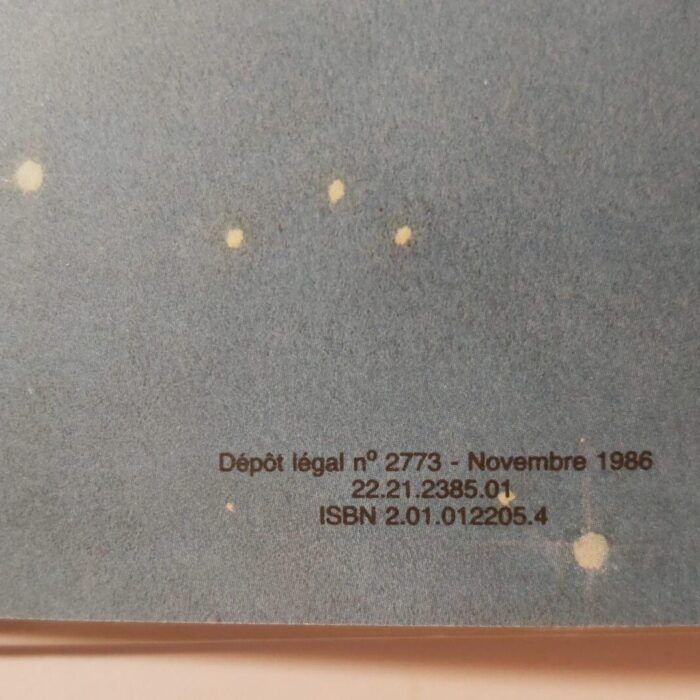 Dépôt légal nº 2773 - Novembre 1986
22.21.2385.01
ISBN 2.01.012205.4